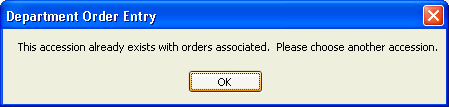 Department Order Entry
This accession already exists with orders associated.  Please choose another accession.
OK